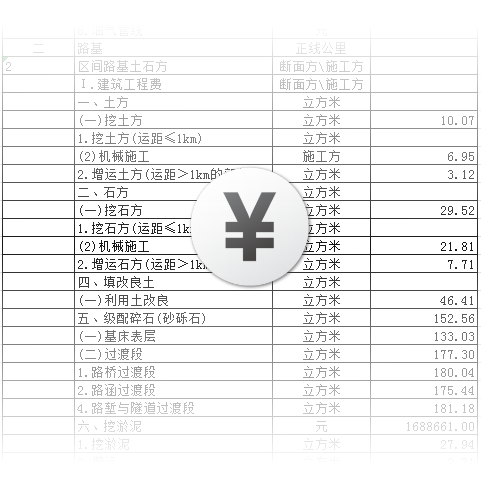 二 路基 正线公里
2 区间路基土石方 断面方\施工方
Ⅰ.建筑工程费 断面方\施工方
一、土方 立方米
(一)挖土方 立方米 10.07
1.挖土方(运距≤1km) 立方米
(2)机械施工 施工方 6.95
2.增运土方(运距>1km的 立方米 3.12
二、石方 立方米
(一)挖石方 立方米 29.52
1.挖石方(运距≤1k 立方米
(2)机械施工 立方米 21.81
2.增运石方(运距>1k 立方米 7.71
四、填改良土 立方米
(一)利用土改良 立方米 46.41
五、级配碎石(砂砾石) 立方米 152.56
(一)基床表层 立方米 133.03
(二)过渡段 立方米 177.30
1.路桥过渡段 立方米 180.04
2.路涵过渡段 立方米 175.44
4.路堑与隧道过渡段 立方米 181.18
六、挖淤泥 元 1688661.00
1.挖淤泥 立方米 27.94
¥